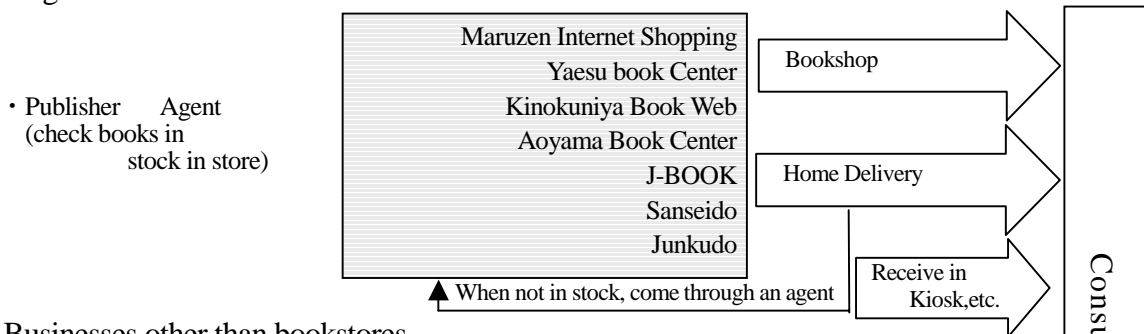 ・Publisher Agent
(check books in
stock in store)
Maruzen Internet Shopping
Yaesu book Center
Kinokuniya Book Web
Aoyama Book Center
J-BOOK
Sanseido
Junkudo
Bookshop
Home Delivery
Receive in
Kiosk,etc.
When not in stock, come through an agent
Businesses other than bookstores